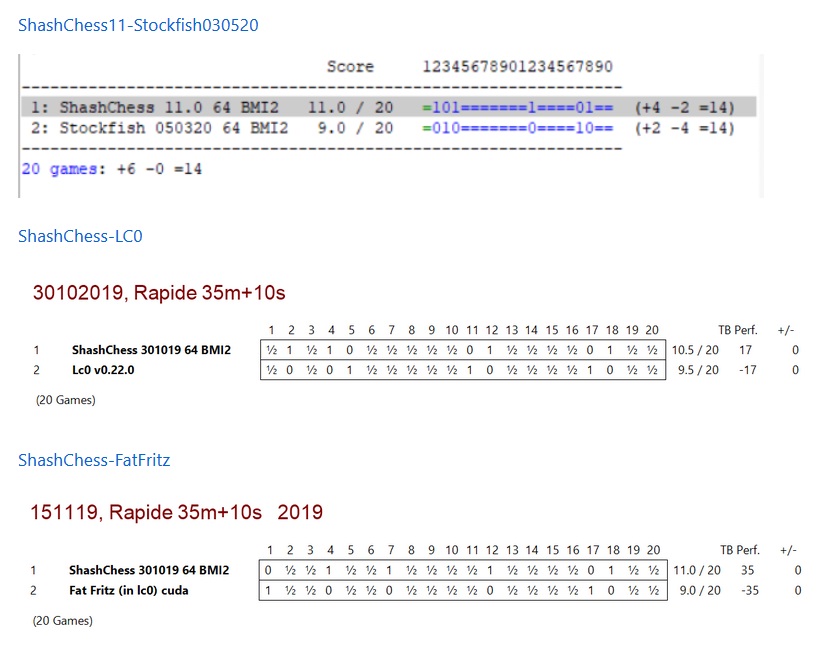 ShashChess11-Stockfish030520
Score 12345678901234567890
-----------------------------------------------------------------
1: ShashChess 11.0 64 BMI2 11.0 / 20 =101=======1====01== (+4 -2 =14)
2: Stockfish 050320 64 BMI2 9.0 / 20 =010=======0====10== (+2 -4 =14)
-----------------------------------------------------------------
20 games: +6 -0 =14
ShashChess-LC0
30102019, Rapide 35m+10s
1 2 3 4 5 6 7 8 9 10 11 12 13 14 15 16 17 18 19 20 TB Perf. +/-
1 ShashChess 301019 64 BMI2 ½ 1 ½ 1 0 ½ ½ ½ ½ ½ 0 1 ½ ½ ½ ½ 0 1 ½ ½ 10.5 / 20 17 0
2 Lc0 v0.22.0 ½ 0 ½ 0 1 ½ ½ ½ ½ ½ 1 0 ½ ½ ½ ½ 1 0 ½ ½ 9.5 / 20 -17 0
(20 Games)
ShashChess-FatFritz
151119, Rapide 35m+10s 2019
1 2 3 4 5 6 7 8 9 10 11 12 13 14 15 16 17 18 19 20 TB Perf. +/-
1 ShashChess 301019 64 BMI2 0 ½ ½ 1 ½ ½ 1 ½ ½ ½ ½ 1 ½ ½ ½ ½ 0 1 ½ ½ 11.0 / 20 35 0
2 Fat Fritz (in lc0) cuda 1 ½ ½ 0 ½ ½ 0 ½ ½ ½ ½ 0 ½ ½ ½ ½ 1 0 ½ ½ 9.0 / 20 -35 0
(20 Games)